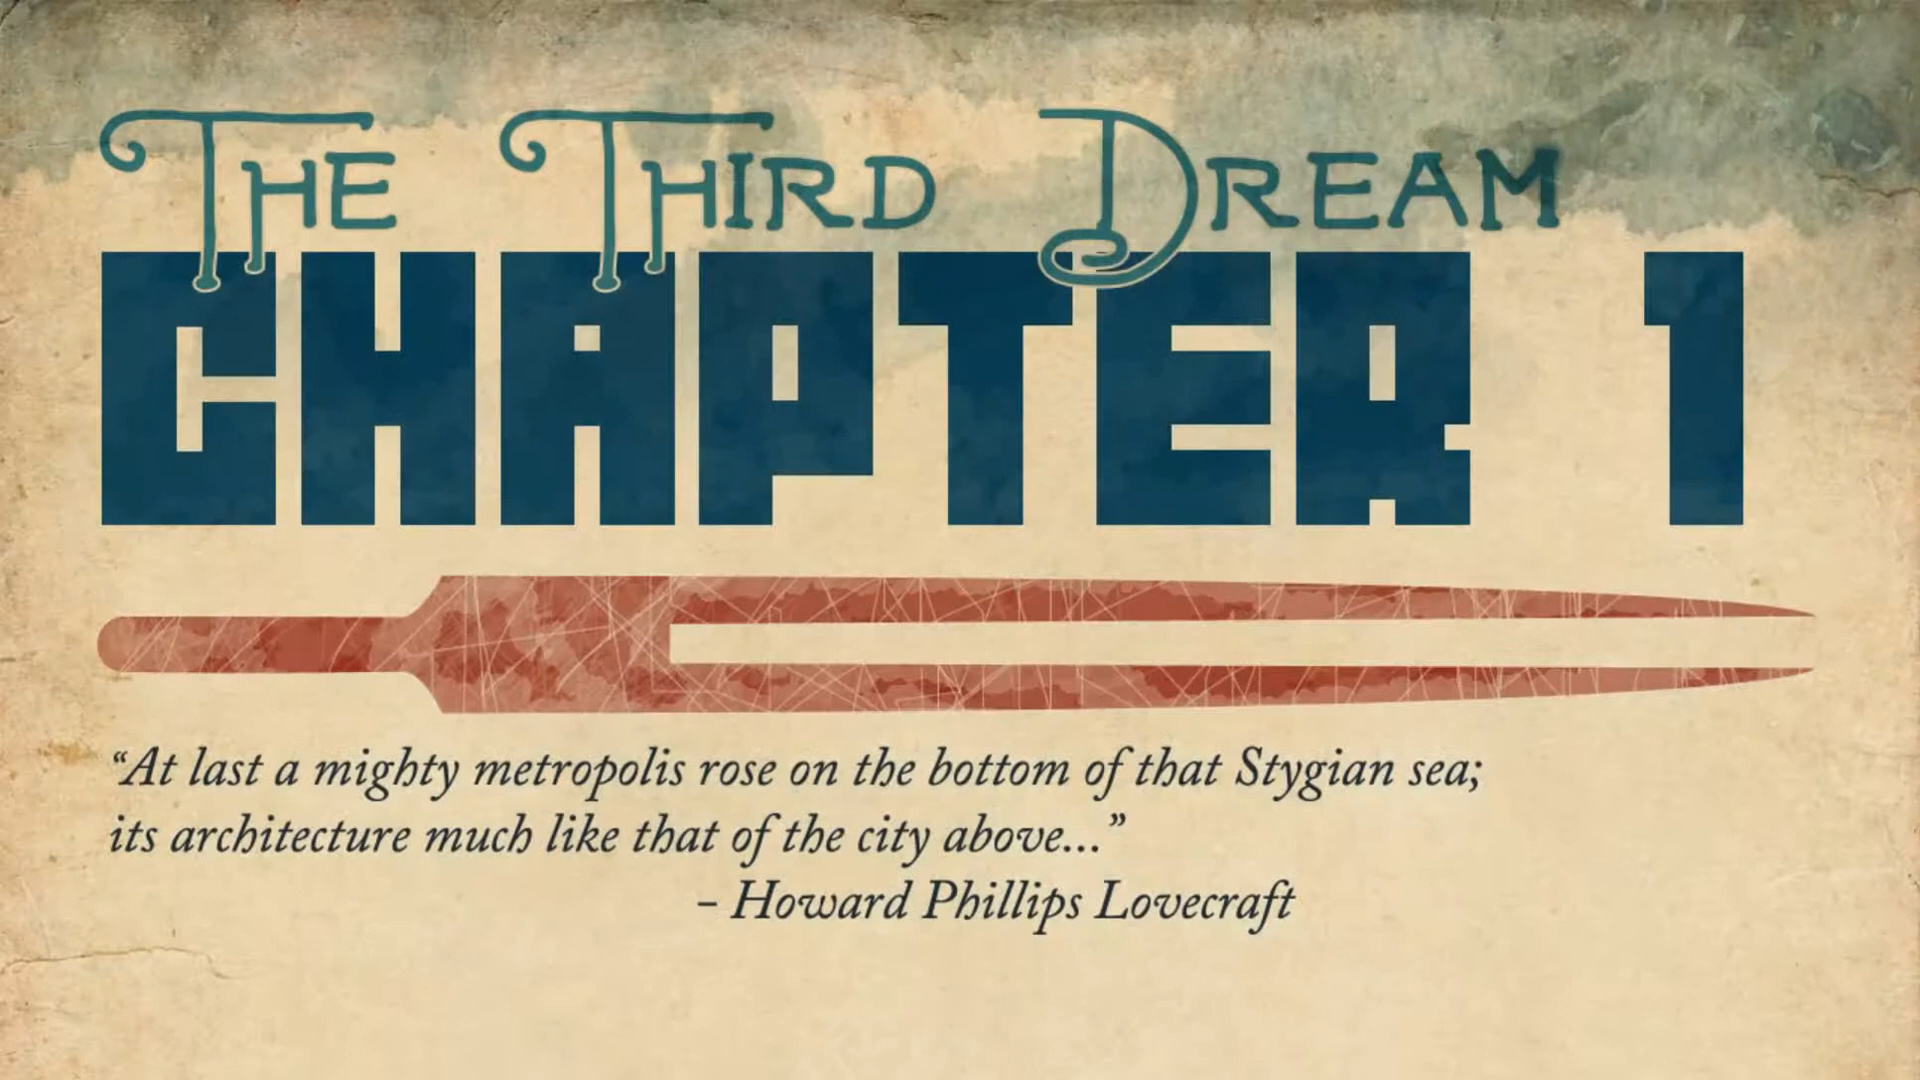 The Third Dream
CHAPTER 1
“At last a mighty metropolis rose on the bottom of that Stygian sea;
its architecture much like that of the city above...”
– Howard Phillips Lovecraft